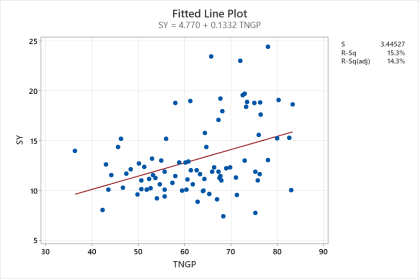 Fitted Line Plot
SY = 4.770 + 0.1332 TNGP
S 3.44527
R-Sq 15.3%
R-Sq(adj) 14.3%
25
20
15
10
5
SY
30 40 50 60 70 80 90
TNGP